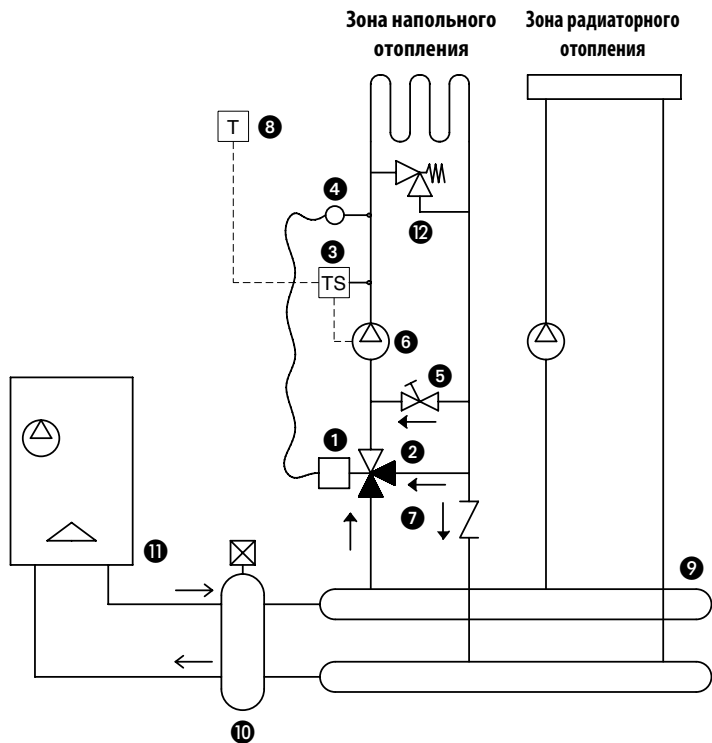 Зона напольного
отопления
Зона радиаторного
отопления
T 8
4
12
3
TS
6
5
1
2
7
11
9
10